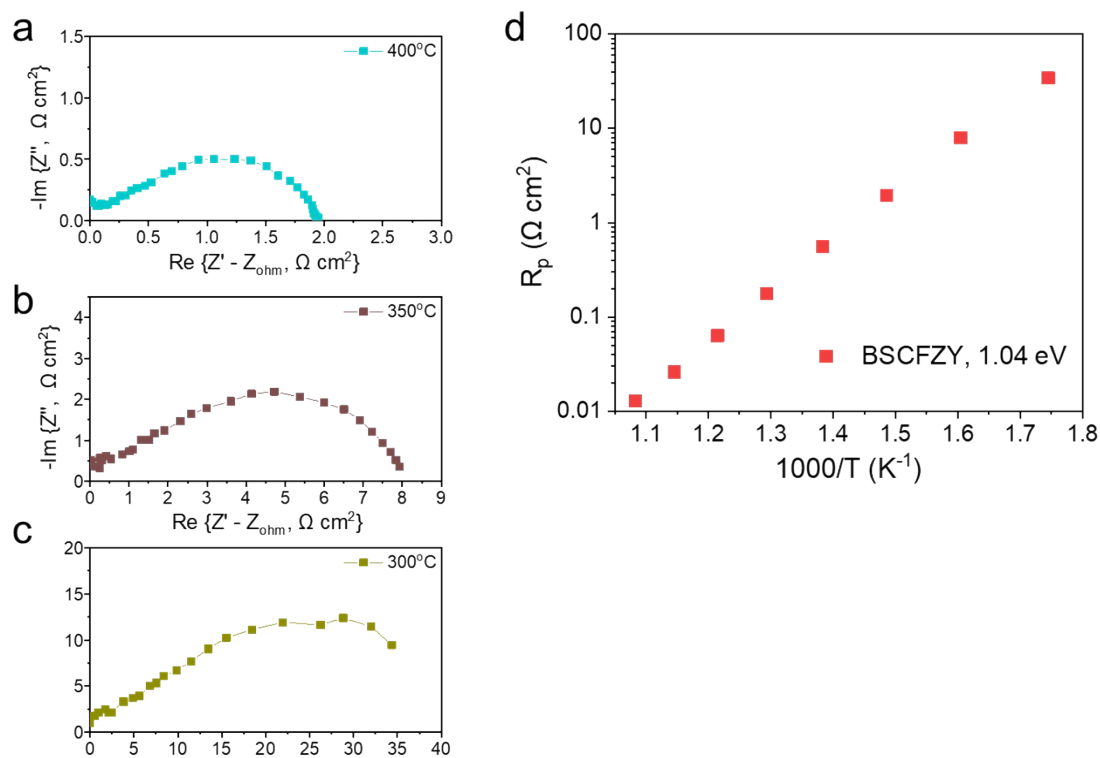 a
1.5
1.0
0.5
0.0
-Im {Z'', Ω cm²}
400°C
0.0 0.5 1.0 1.5 2.0 2.5 3.0
Re {Z' - Zohm, Ω cm²}
b
4
3
2
1
0
-Im {Z'', Ω cm²}
350°C
0 1 2 3 4 5 6 7 8 9
Re {Z' - Zohm, Ω cm²}
c
20
15
10
5
0
300°C
0 5 10 15 20 25 30 35 40
d
100
10
1
0.1
0.01
Rp (Ω cm²)
BSCFZY, 1.04 eV
1.1 1.2 1.3 1.4 1.5 1.6 1.7 1.8
1000/T (K⁻¹)